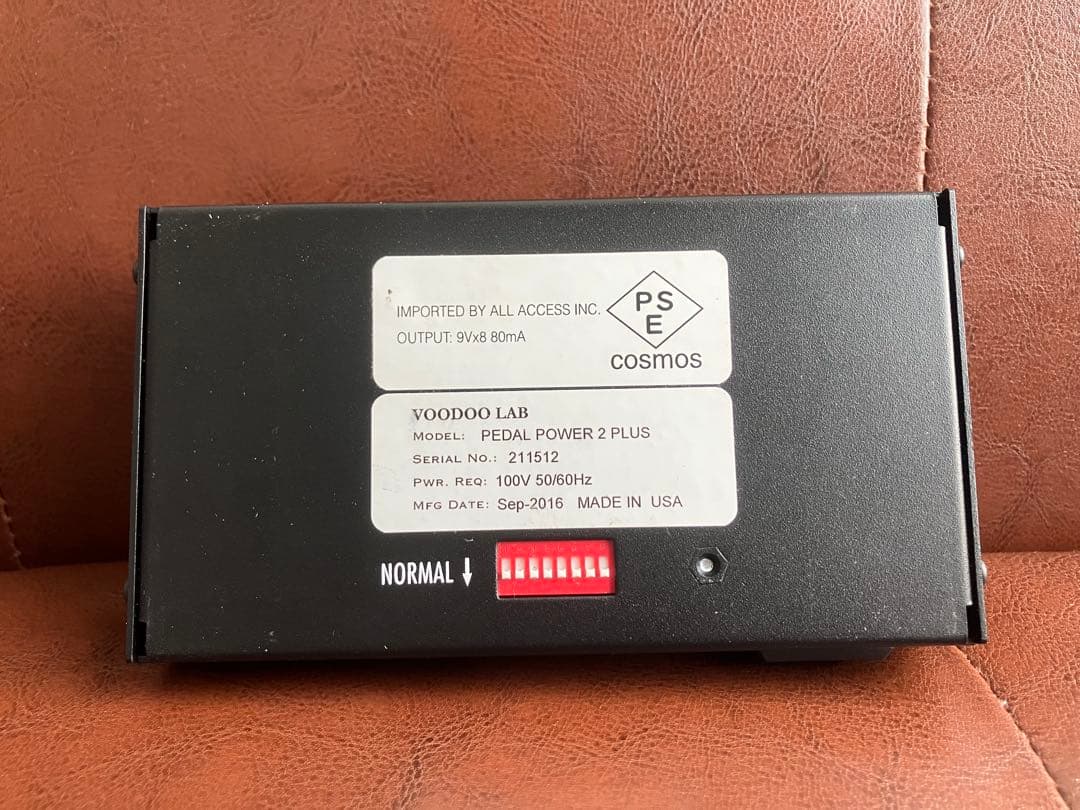 IMPORTED BY ALL ACCESS INC.
OUTPUT: 9Vx8 80mA
PS
E
cosmos
VOODOO LAB
MODEL: PEDAL POWER 2 PLUS
SERIAL NO.: 211512
PWR. REQ: 100V 50/60Hz
MFG DATE: Sep-2016 MADE IN USA
NORMAL ↓